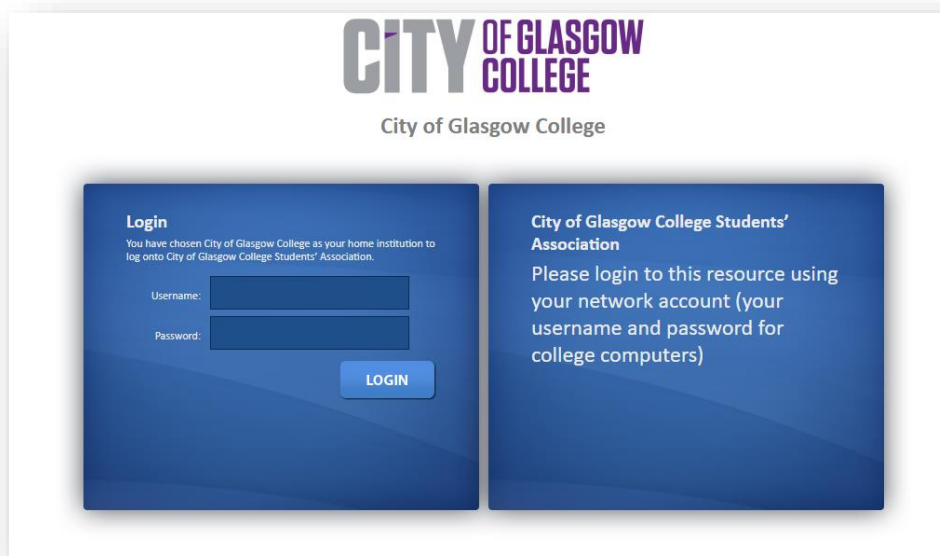 CITY OF GLASGOW
COLLEGE
City of Glasgow College
Login
You have chosen City of Glasgow College as your home institution to
log onto City of Glasgow College Students' Association.
Username:
Password:
LOGIN
City of Glasgow College Students'
Association
Please login to this resource using
your network account (your
username and password for
college computers)